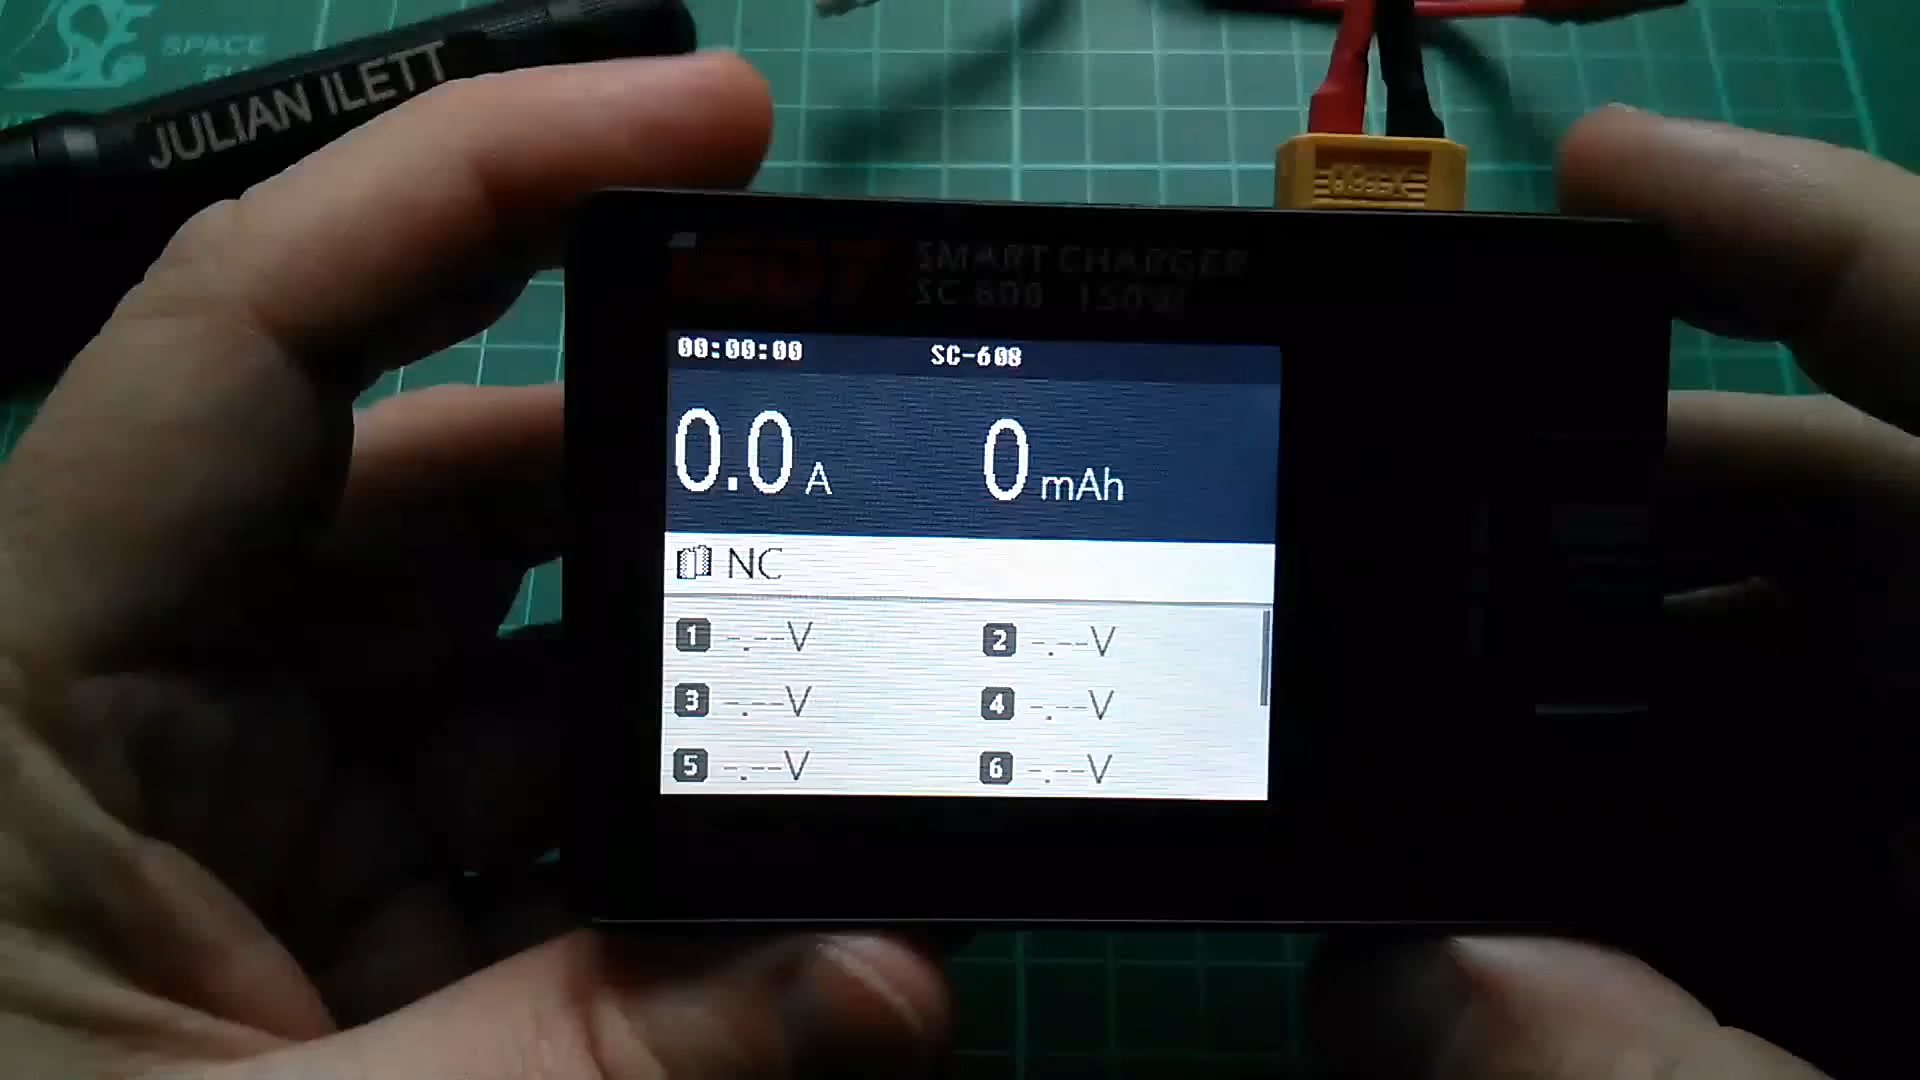 SPACE
JULIAN ILETT
iSDT
SMART CHARGER
SC-600 150W
00:00:00
SC-608
0.0 A
0 mAh
NC
1 -.--V
2 -.--V
3 -.--V
4 -.--V
5 -.--V
6 -.--V